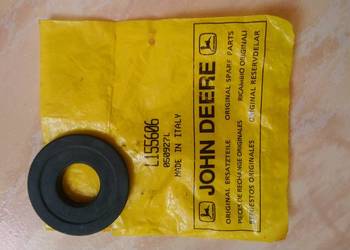 L155606
050927L
MADE IN ITALY
JOHN DEERE
ORIGINAL ERSATZTEILE
ORIGINAL SPARE PARTS
PIECES DE RECHANGE ORIGINALES
RICAMBIO ORIGINALI
REPUESTOS ORIGINALES
ORIGINAL RESERVDELAR